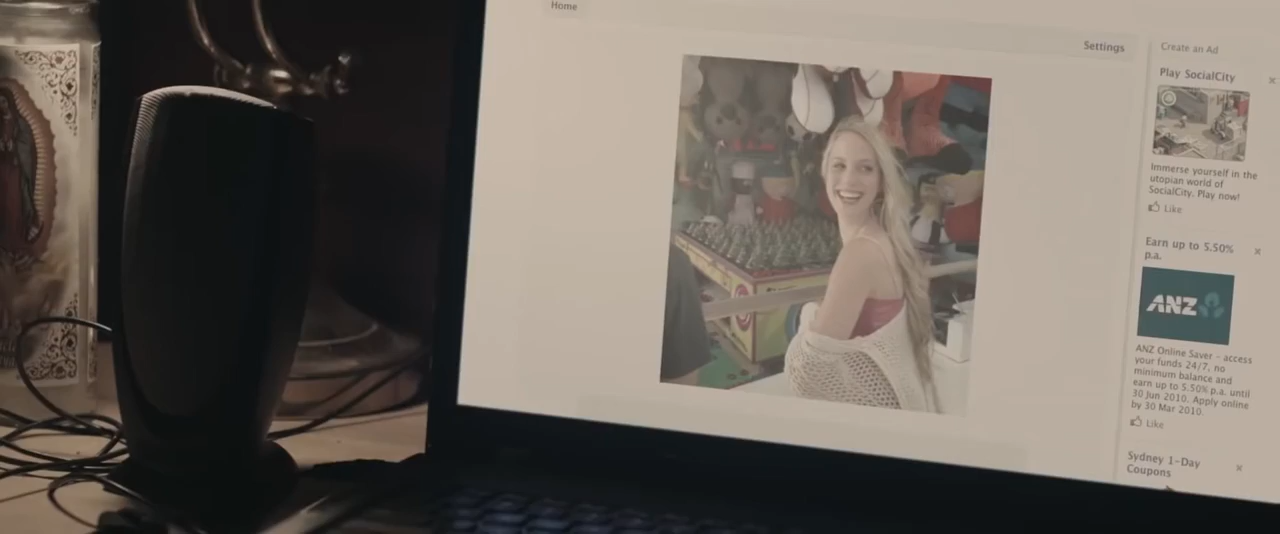 Home
Settings
Create an Ad
Play SocialCity
Immerse yourself in the
utopian world of
SocialCity. Play now!
Like
Earn up to 5.50%
p.a.
ANZ
ANZ Online Saver - access
your funds 24/7, no
minimum balance and
earn up to 5.50% p.a. until
30 Jun 2010. Apply online
by 30 Mar 2010.
Like
Sydney 1-Day
Coupons